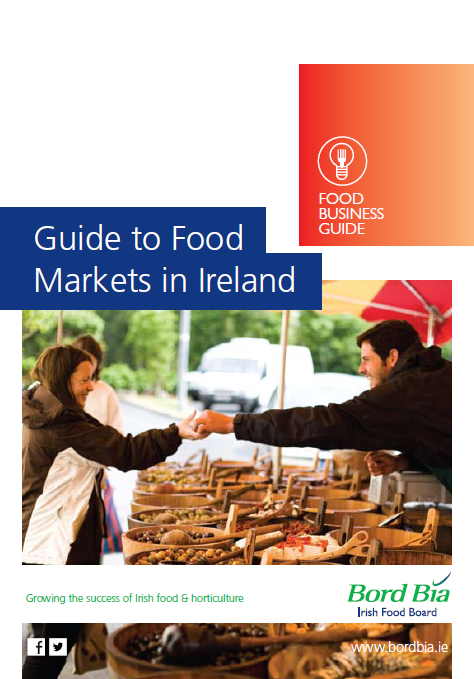 FOOD
BUSINESS
GUIDE
Guide to Food
Markets in Ireland
Growing the success of Irish food & horticulture
Bord Bia
Irish Food Board
www.bordbia.ie